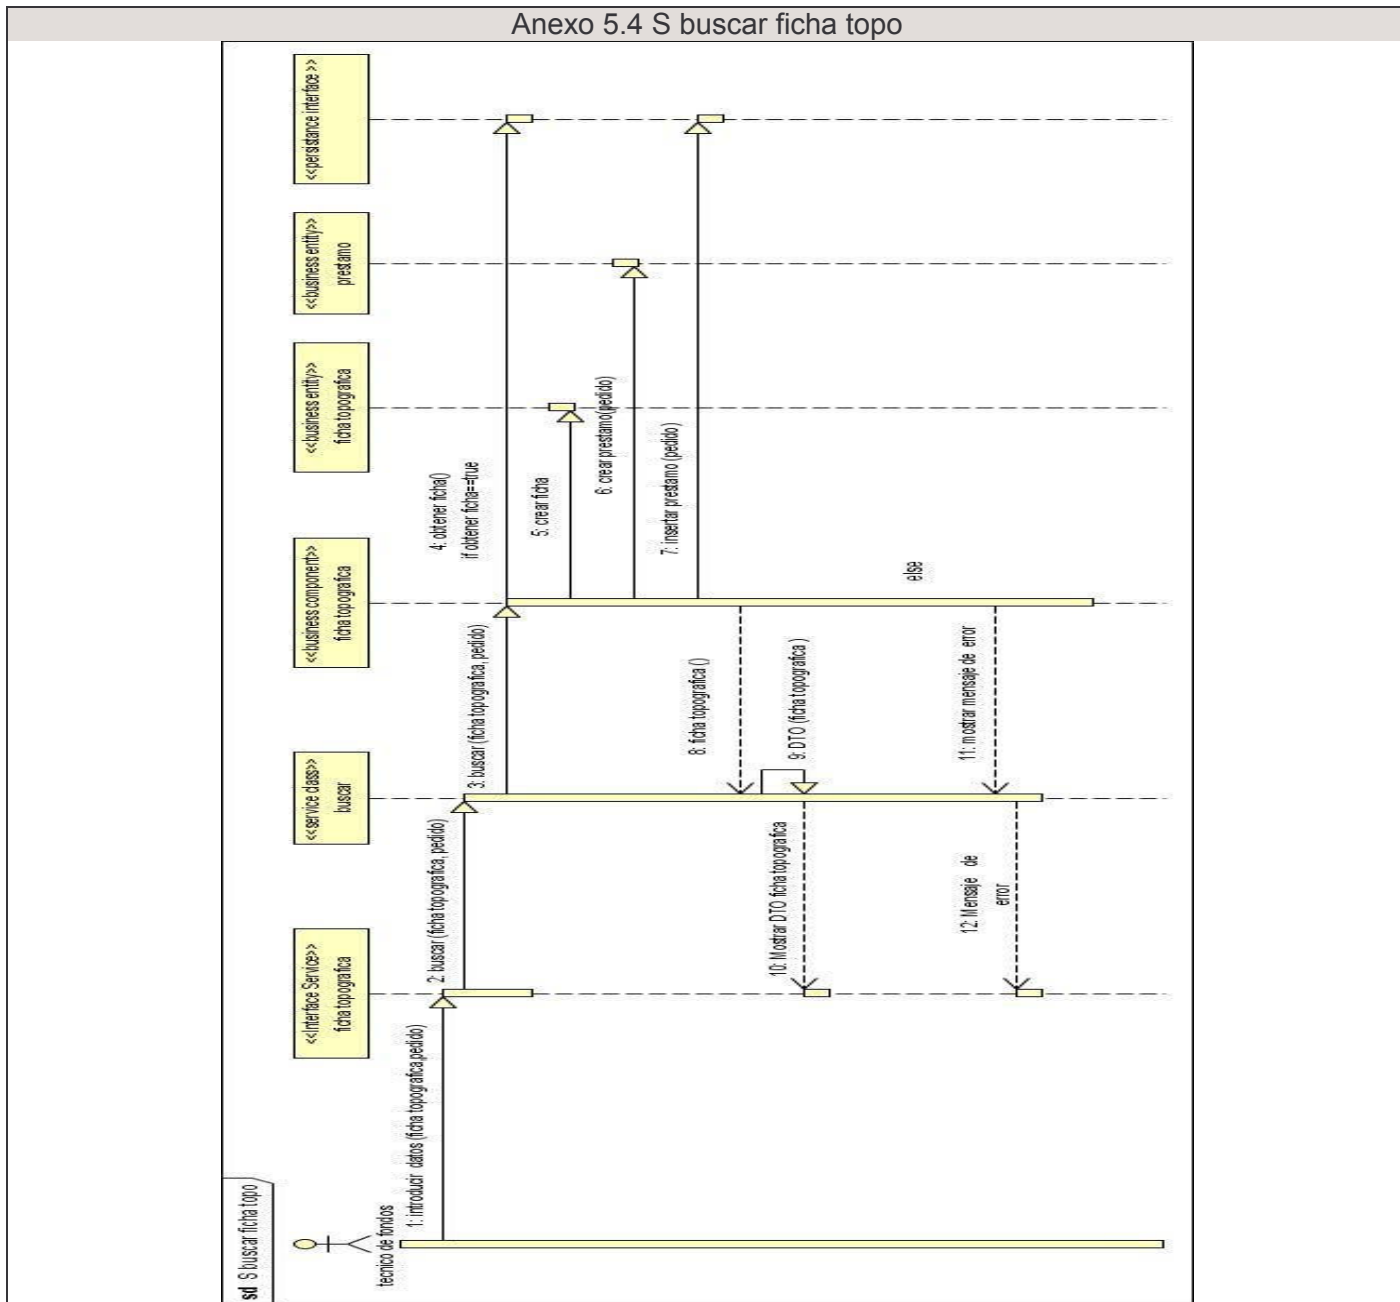 Anexo 5.4 S buscar ficha topo
sd S buscar ficha topo
tecnico de fondos
<<Interface Service>>
ficha topografica
<<service class>>
buscar
<<business component>>
ficha topografica
<<business entity>>
ficha topografica
<<business entity>>
prestamo
<<persistance interface >>
1: introducir datos (ficha topografica,pedido)
2: buscar (ficha topografica, pedido)
3: buscar (ficha topografica, pedido)
4: obtener ficha()
if obtener ficha==true
5: crear ficha
6: crear prestamo(pedido)
7: insertar prestamo (pedido)
8: ficha topografica ()
9: DTO (ficha topografica )
10: Mostrar DTO ficha topografica
else
11: mostrar mensaje de error
12: Mensaje de
error